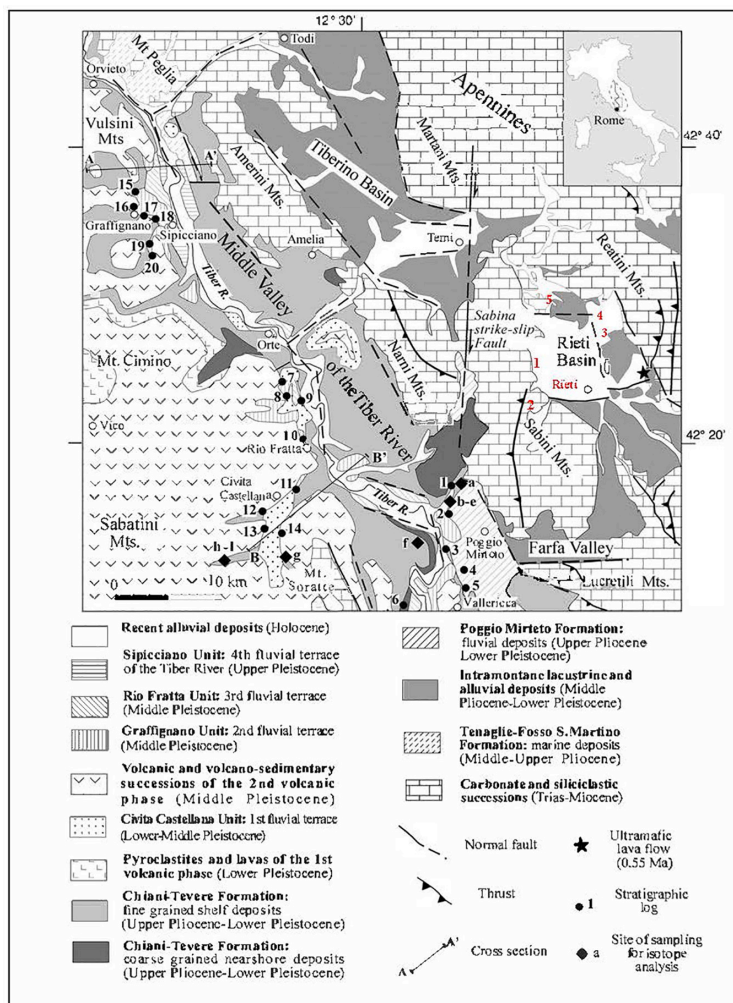 12° 30'
Todi
Mt Peglia
Orvieto
Vulsini
Mts
Apennines
Rome
Martani Mts.
42° 40'
Tiberino Basin
Amerini Mts.
A
A'
15
16
17
18
Graffignano
Sipicciano
19
20
Terni
Amelia
Middle Valley
of the Tiber River
Tiber R.
Reatini Mts.
Sabina
strike-slip
Fault
5
4
3
Rieti
Basin
1
Rieti
2
Orte
Narni Mts.
Mt. Cimino
7
8
9
Sabini
Mts.
Vico
10
Rio Fratta
42° 20'
B'
Civita
Castellana
11
1
a
b-e
12
2
Tiber R.
Sabatini
Mts.
13
14
f
3
Poggio
Mirteto
Farfa Valley
h-l
B
g
4
Lucretili Mts.
0
10 km
Mt.
Soratte
5
6
Vallericca
Recent alluvial deposits (Holocene)
Sipicciano Unit: 4th fluvial terrace
of the Tiber River (Upper Pleistocene)
Rio Fratta Unit: 3rd fluvial terrace
(Middle Pleistocene)
Graffignano Unit: 2nd fluvial terrace
(Middle Pleistocene)
Volcanic and volcano-sedimentary
successions of the 2nd volcanic
phase (Middle Pleistocene)
Civita Castellana Unit: 1st fluvial terrace
(Lower-Middle Pleistocene)
Pyroclastites and lavas of the 1st
volcanic phase (Lower Pleistocene)
Chiani-Tevere Formation:
fine grained shelf deposits
(Upper Pliocene-Lower Pleistocene)
Chiani-Tevere Formation:
coarse grained nearshore deposits
(Upper Pliocene-Lower Pleistocene)
Poggio Mirteto Formation:
fluvial deposits (Upper Pliocene
Lower Pleistocene)
Intramontane lacustrine and
alluvial deposits (Middle
Pliocene-Lower Pleistocene)
Tenaglie-Fosso S.Martino
Formation: marine deposits
(Middle-Upper Pliocene)
Carbonate and siliciclastic
successions (Trias-Miocene)
Normal fault
Thrust
A
A'
Cross section
Ultramafic
lava flow
(0.55 Ma)
1
Stratigraphic
log
a
Site of sampling
for isotope
analysis